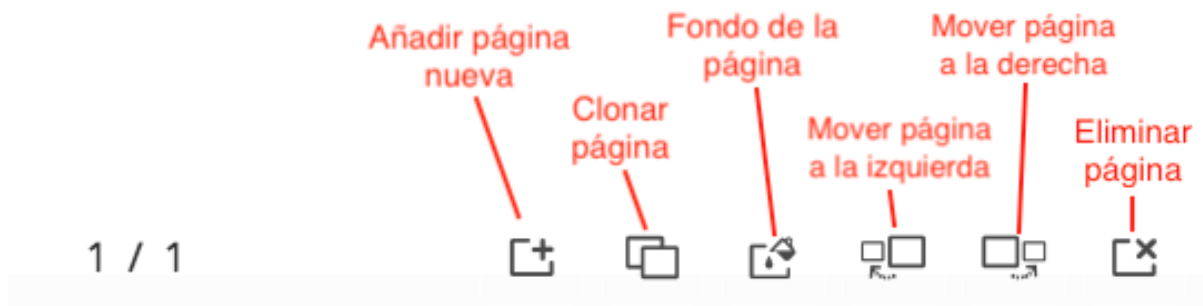 Añadir página
nueva
Clonar
página
Fondo de la
página
Mover página
a la izquierda
Mover página
a la derecha
Eliminar
página
1 / 1